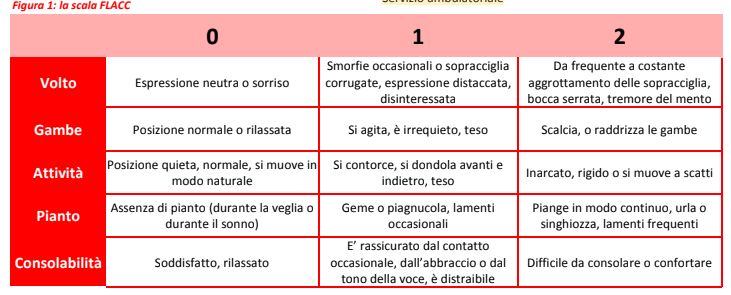 Figura 1: la scala FLACC
Servizio ambulatoriale
0 1 2
Volto
Espressione neutra o sorriso
Smorfie occasionali o sopracciglia
corrugate, espressione distaccata,
disinteressata
Da frequente a costante
aggrottamento delle sopracciglia,
bocca serrata, tremore del mento
Gambe
Posizione normale o rilassata
Si agita, è irrequieto, teso
Scalcia, o raddrizza le gambe
Attività
Posizione quieta, normale, si muove in
modo naturale
Si contorce, si dondola avanti e
indietro, teso
Inarcato, rigido o si muove a scatti
Pianto
Assenza di pianto (durante la veglia o
durante il sonno)
Geme o piagnucola, lamenti
occasionali
Piange in modo continuo, urla o
singhiozza, lamenti frequenti
Consolabilità
Soddisfatto, rilassato
E’ rassicurato dal contatto
occasionale, dall’abbraccio o dal
tono della voce, è distraibile
Difficile da consolare o confortare